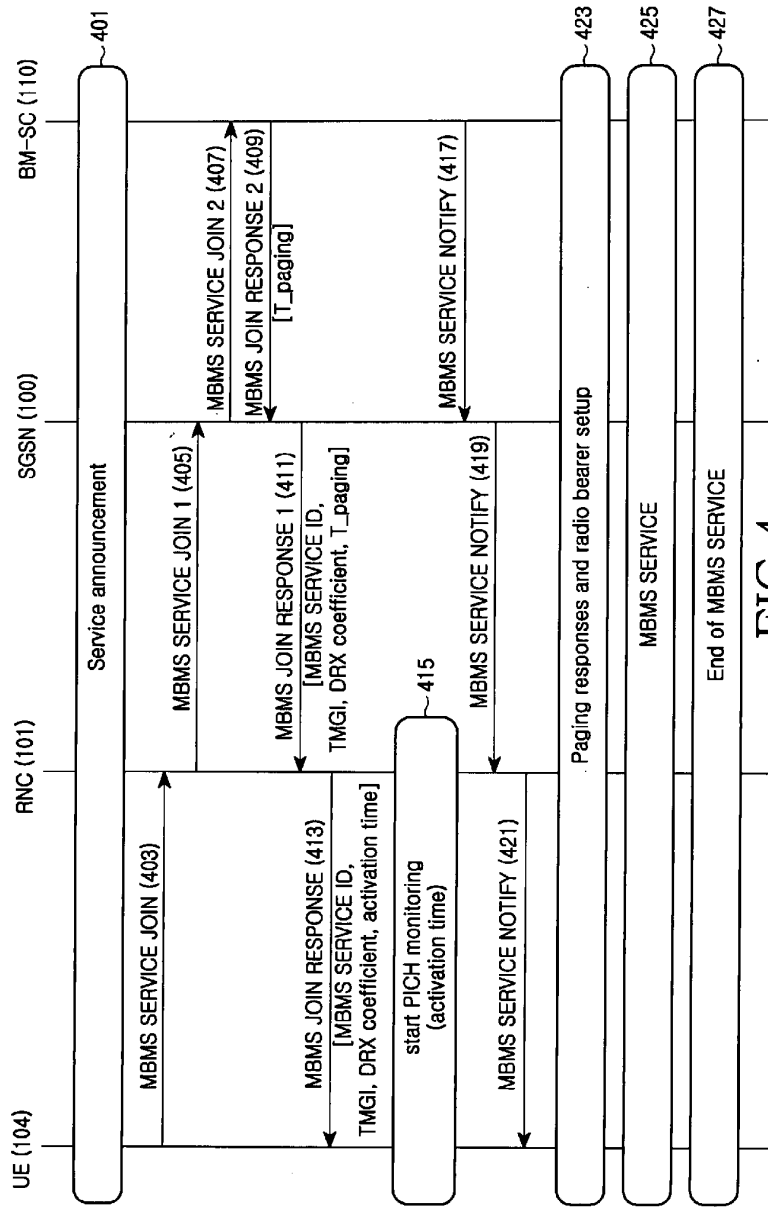 UE (104)
RNC (101)
SGSN (100)
BM-SC (110)
Service announcement
401
MBMS SERVICE JOIN (403)
MBMS SERVICE JOIN 1 (405)
MBMS SERVICE JOIN 2 (407)
MBMS JOIN RESPONSE 2 (409)
[T_paging]
MBMS JOIN RESPONSE 1 (411)
[MBMS SERVICE ID,
TMGI, DRX coefficient, T_paging]
MBMS JOIN RESPONSE (413)
[MBMS SERVICE ID,
TMGI, DRX coefficient, activation time]
start PICH monitoring
(activation time)
415
MBMS SERVICE NOTIFY (417)
MBMS SERVICE NOTIFY (419)
MBMS SERVICE NOTIFY (421)
Paging responses and radio bearer setup
423
MBMS SERVICE
425
End of MBMS SERVICE
427
FIG. 4